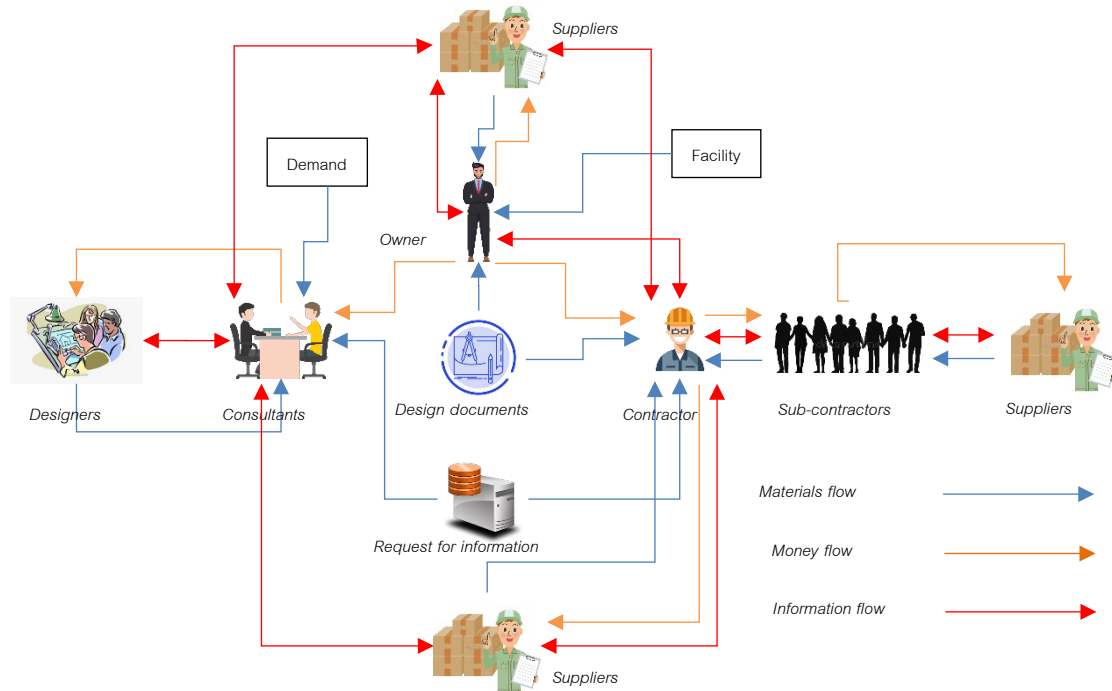 Suppliers
Demand
Facility
Owner
Designers
Consultants
Design documents
Contractor
Sub-contractors
Suppliers
Materials flow
Request for information
Money flow
Information flow
Suppliers